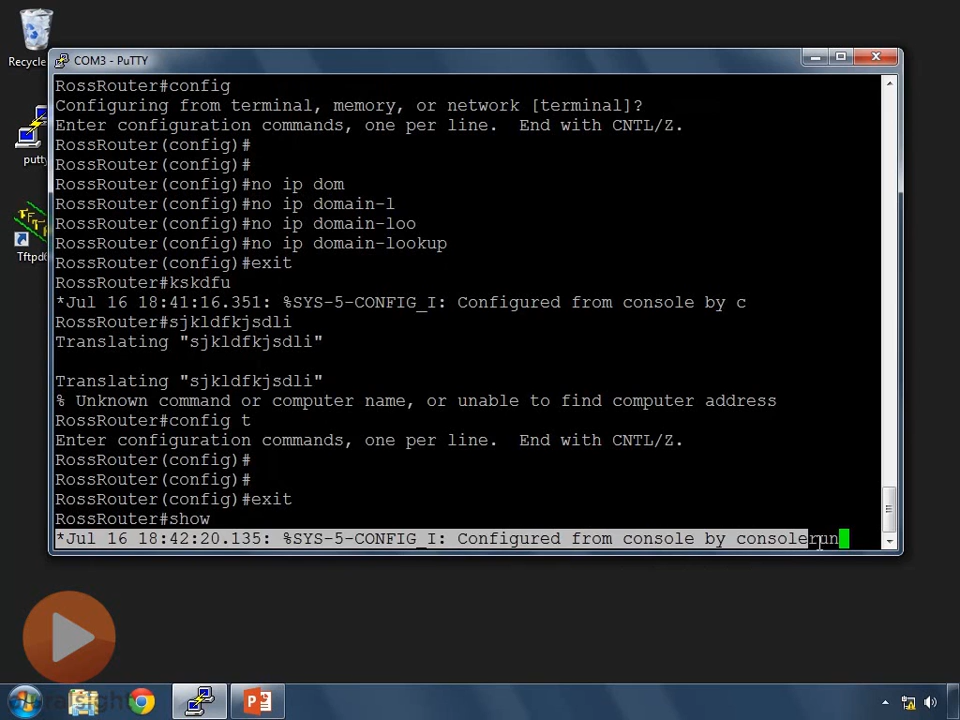 Recycle
putty
Tftpd
COM3 - PuTTY
RossRouter#config
Configuring from terminal, memory, or network [terminal]?
Enter configuration commands, one per line.  End with CNTL/Z.
RossRouter(config)#
RossRouter(config)#
RossRouter(config)#no ip dom
RossRouter(config)#no ip domain-l
RossRouter(config)#no ip domain-loo
RossRouter(config)#no ip domain-lookup
RossRouter(config)#exit
RossRouter#kskdfu
*Jul 16 18:41:16.351: %SYS-5-CONFIG_I: Configured from console by c
RossRouter#sjkldfkjsdli
Translating "sjkldfkjsdli"
Translating "sjkldfkjsdli"
% Unknown command or computer name, or unable to find computer address
RossRouter#config t
Enter configuration commands, one per line.  End with CNTL/Z.
RossRouter(config)#
RossRouter(config)#
RossRouter(config)#exit
RossRouter#show
*Jul 16 18:42:20.135: %SYS-5-CONFIG_I: Configured from console by consolerun
pluralsight